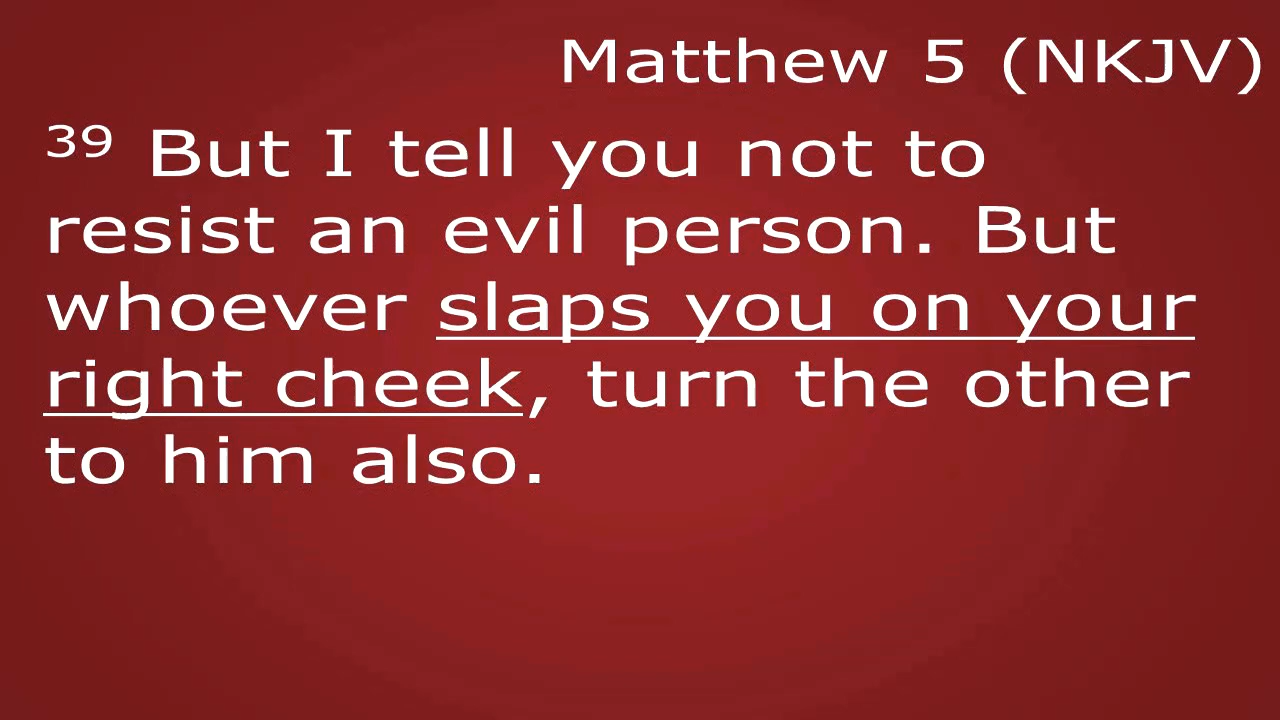 Matthew 5 (NKJV)
39 But I tell you not to
resist an evil person. But
whoever slaps you on your
right cheek, turn the other
to him also.